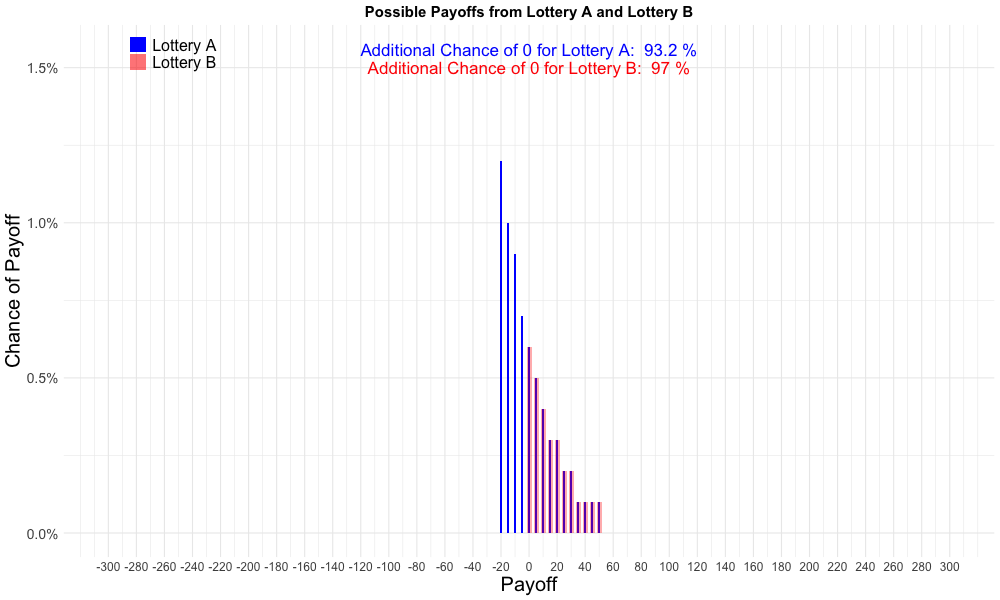 Possible Payoffs from Lottery A and Lottery B
Lottery A
Lottery B
Additional Chance of 0 for Lottery A:  93.2 %
Additional Chance of 0 for Lottery B:  97 %
Chance of Payoff
1.5%
1.0%
0.5%
0.0%
-300 -280 -260 -240 -220 -200 -180 -160 -140 -120 -100 -80 -60 -40 -20 0 20 40 60 80 100 120 140 160 180 200 220 240 260 280 300
Payoff